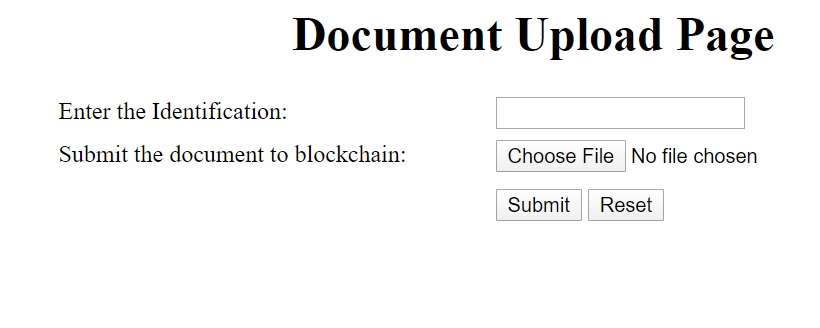 Document Upload Page
Enter the Identification:
Submit the document to blockchain: Choose File No file chosen
Submit Reset